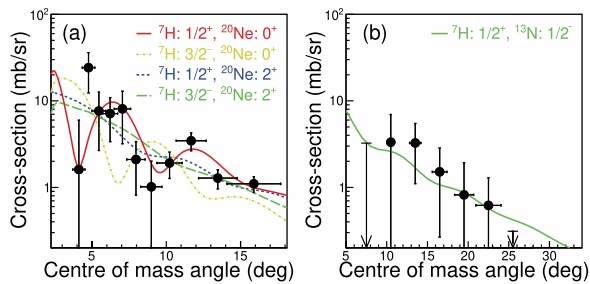 (a)
⁷H: 1/2⁺, ²⁰Ne: 0⁺
⁷H: 3/2⁻, ²⁰Ne: 0⁺
⁷H: 1/2⁺, ²⁰Ne: 2⁺
⁷H: 3/2⁻, ²⁰Ne: 2⁺
Cross-section (mb/sr)
10²
10
1
5 10 15
Centre of mass angle (deg)
(b)
⁷H: 1/2⁺, ¹³N: 1/2⁻
Cross-section (mb/sr)
10²
10
1
5 10 15 20 25 30
Centre of mass angle (deg)